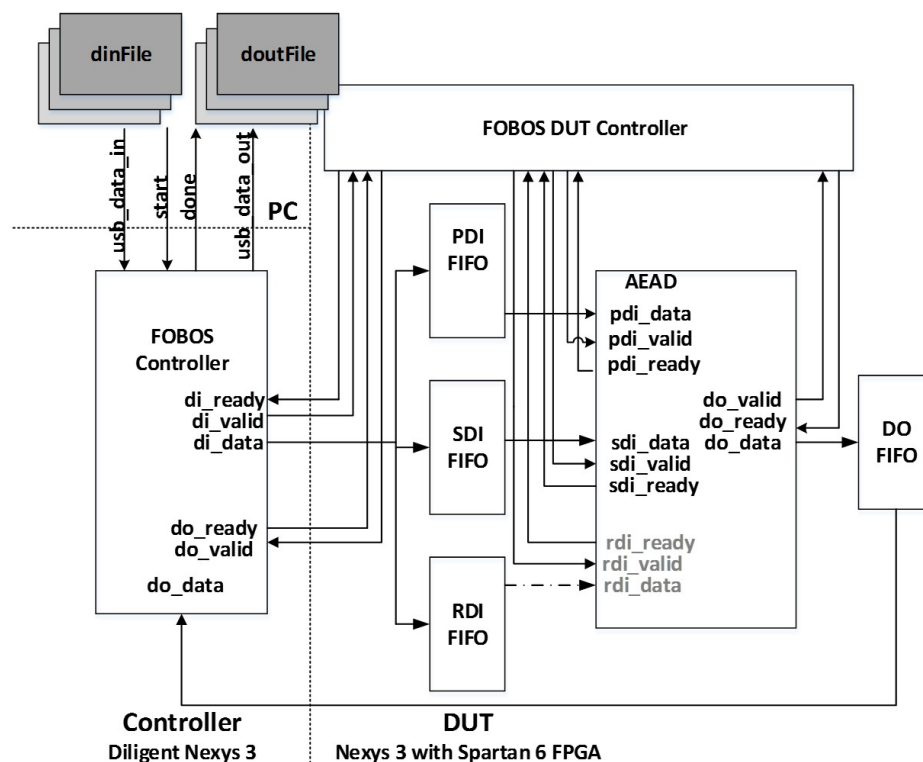 dinFile
doutFile
usb_data_in
start
done
usb_data_out
PC
FOBOS DUT Controller
FOBOS
Controller
di_ready
di_valid
di_data
do_ready
do_valid
do_data
PDI
FIFO
SDI
FIFO
RDI
FIFO
AEAD
pdi_data
pdi_valid
pdi_ready
do_valid
do_ready
do_data
sdi_data
sdi_valid
sdi_ready
rdi_ready
rdi_valid
rdi_data
DO
FIFO
Controller
Diligent Nexys 3
DUT
Nexys 3 with Spartan 6 FPGA